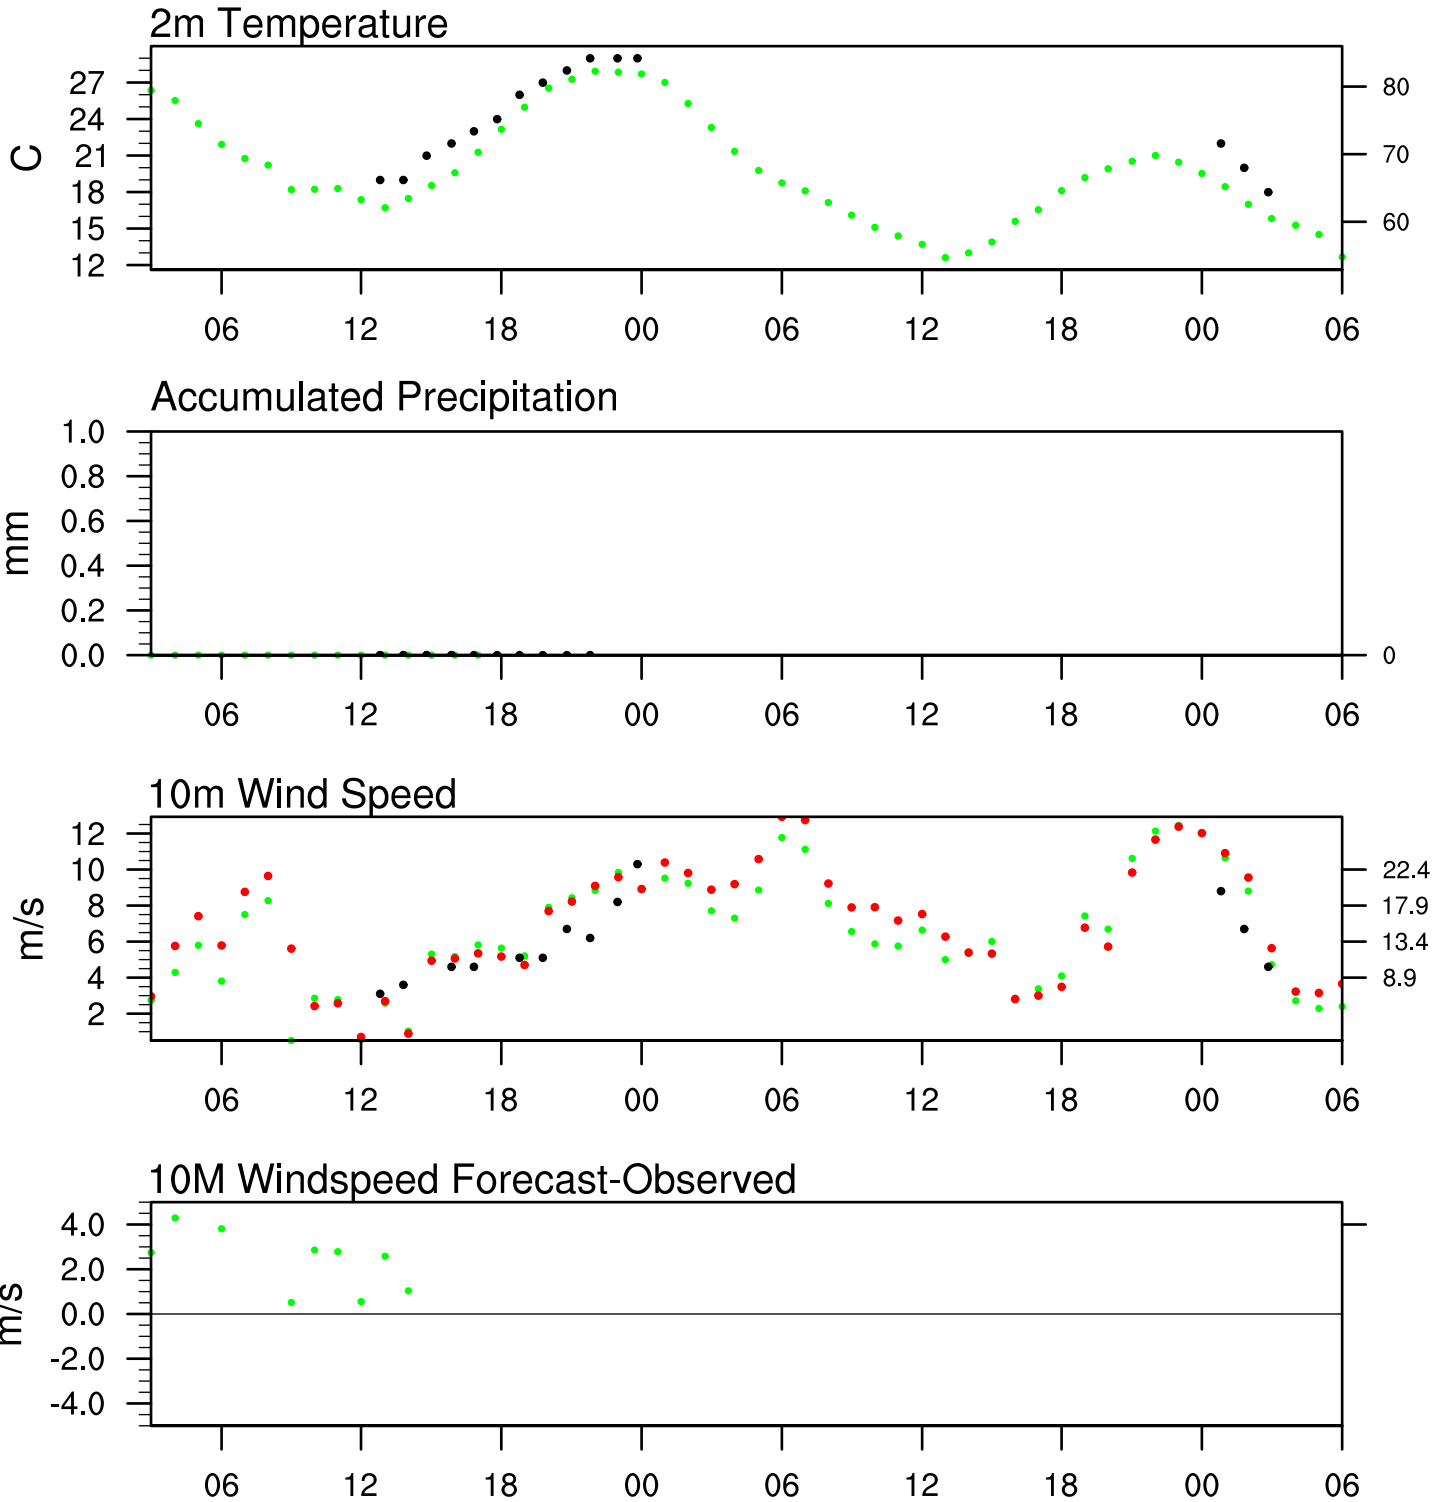 2m Temperature
C
27
24
21
18
15
12
80
70
60
06 12 18 00 06 12 18 00 06
Accumulated Precipitation
mm
1.0
0.8
0.6
0.4
0.2
0.0
0
06 12 18 00 06 12 18 00 06
10m Wind Speed
m/s
12
10
8
6
4
2
22.4
17.9
13.4
8.9
06 12 18 00 06 12 18 00 06
10M Windspeed Forecast-Observed
m/s
4.0
2.0
0.0
-2.0
-4.0
06 12 18 00 06 12 18 00 06